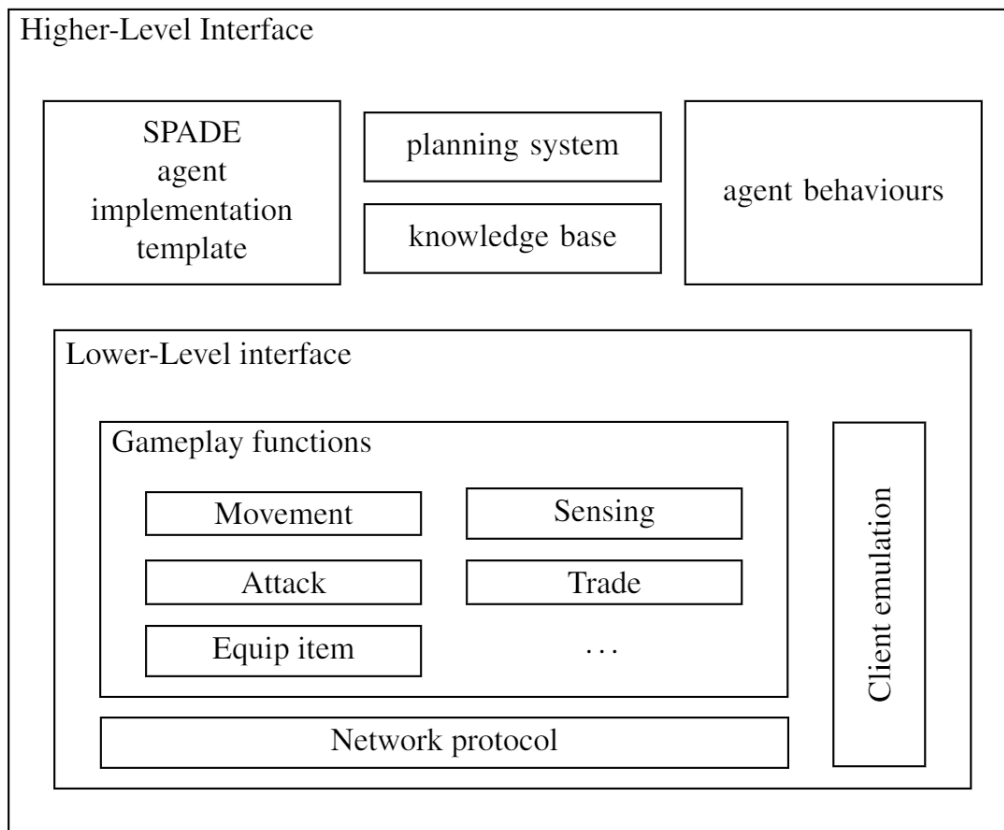 Higher-Level Interface
SPADE
agent
implementation
template
planning system
knowledge base
agent behaviours
Lower-Level interface
Gameplay functions
Movement
Sensing
Attack
Trade
Equip item
...
Client emulation
Network protocol